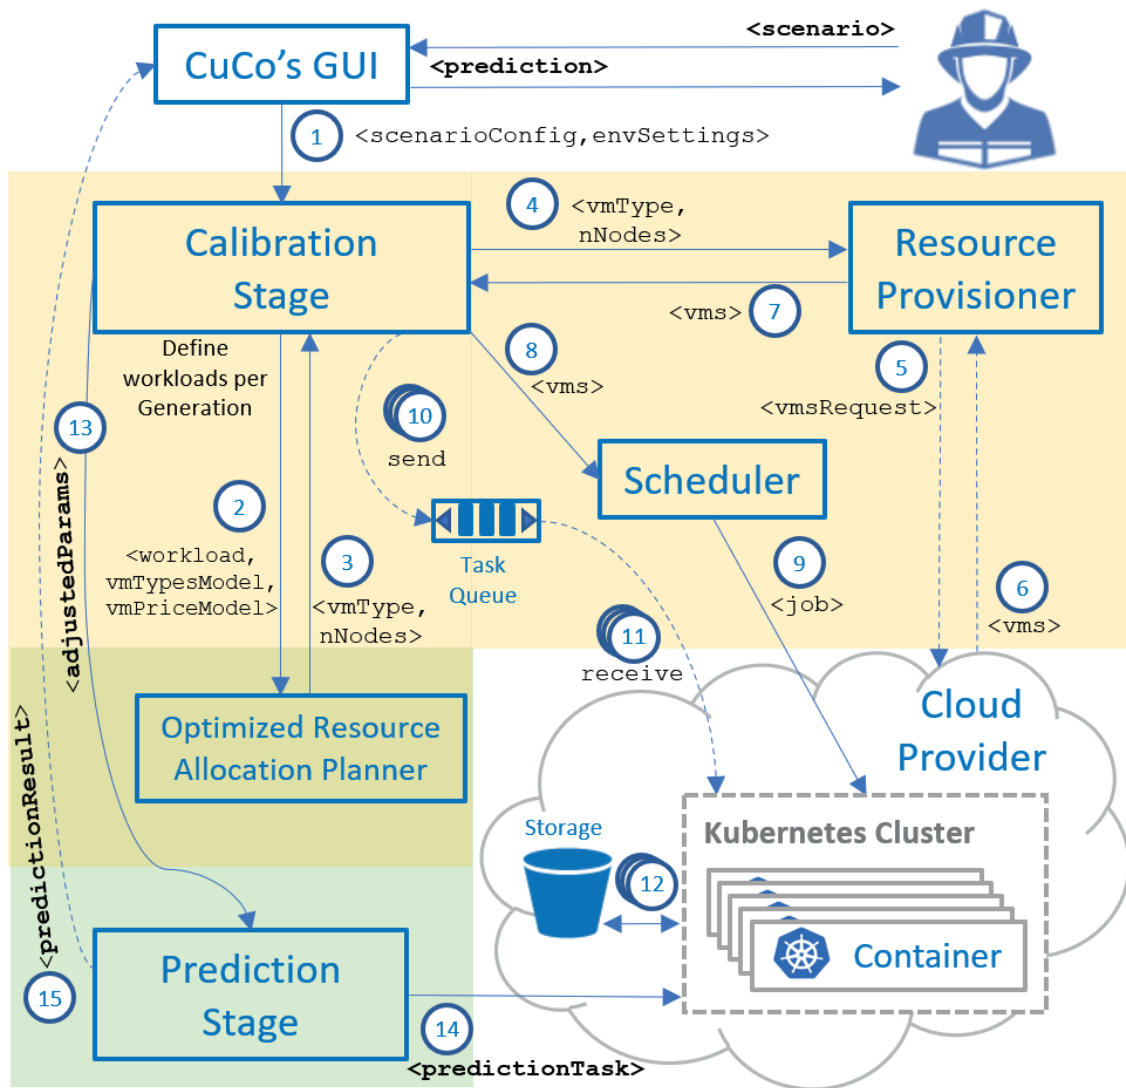 <scenario>
CuCo's GUI
<prediction>
1
<scenarioConfig,envSettings>
4
<vmType,
nNodes>
Calibration
Stage
Resource
Provisioner
<vms>
7
Define
workloads per
Generation
8
<vms>
5
<vmsRequest>
10
send
13
<adjustedParams>
Scheduler
2
<workload,
vmTypesModel,
vmPriceModel>
3
<vmType,
nNodes>
Task
Queue
9
<job>
6
<vms>
11
receive
Optimized Resource
Allocation Planner
Cloud
Provider
<predictionResult>
15
Storage
12
Kubernetes Cluster
Container
Prediction
Stage
14
<predictionTask>